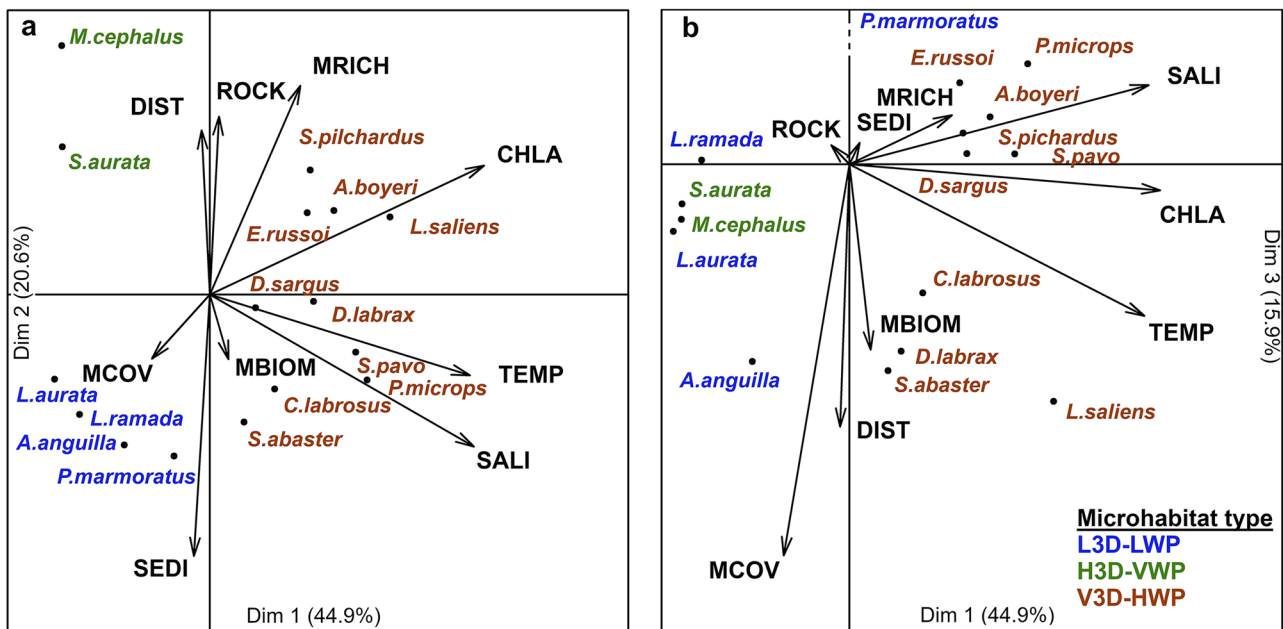 a
M.cephalus
MRICH
ROCK
DIST
S.pilchardus
S.aurata
CHLA
A.boyeri
L.saliens
E.russoi
D.sargus
D.labrax
Dim 2 (20.6%)
MCOV
MBIOM
S.pavo
TEMP
P.microps
L.aurata
C.labrosus
L.ramada
A.anguilla
S.abaster
SALI
P.marmoratus
SEDI
Dim 1 (44.9%)
b
P.marmoratus
P.microps
E.russoi
SALI
MRICH
A.boyeri
SEDI
ROCK
L.ramada
S.pichardus
S.pavo
S.aurata
D.sargus
CHLA
M.cephalus
L.aurata
Dim 3 (15.9%)
C.labrosus
MBIOM
TEMP
D.labrax
A.anguilla
S.abaster
L.saliens
DIST
Microhabitat type
L3D-LWP
H3D-VWP
V3D-HWP
MCOV
Dim 1 (44.9%)